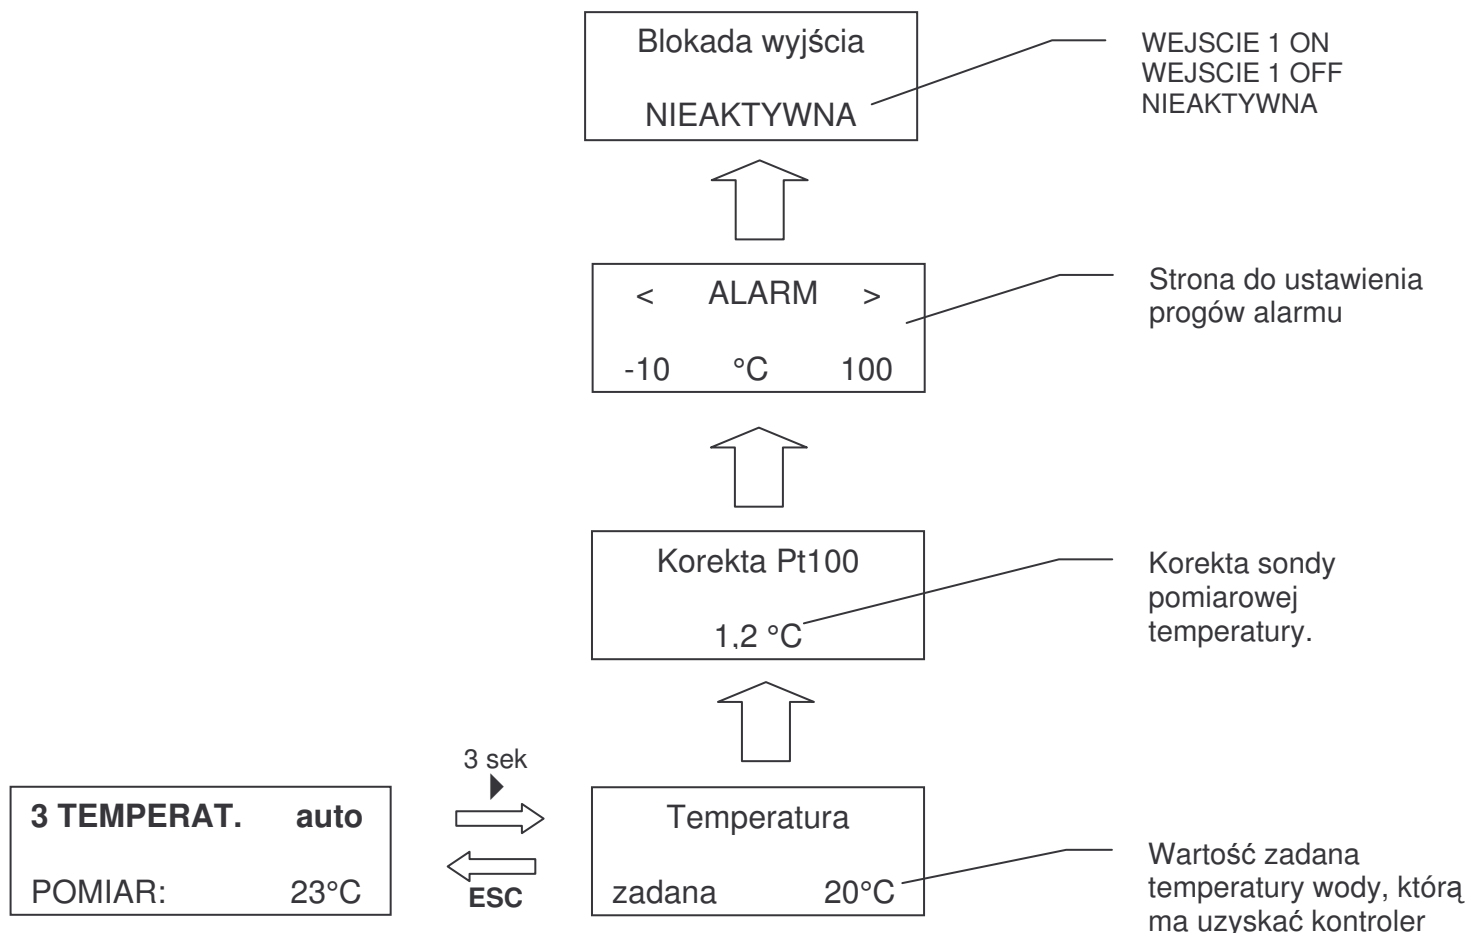 Blokada wyjścia
NIEAKTYWNA
WEJSCIE 1 ON
WEJSCIE 1 OFF
NIEAKTYWNA
< ALARM >
-10 °C 100
Strona do ustawienia
progów alarmu
Korekta Pt100
1,2 °C
Korekta sondy
pomiarowej
temperatury.
3 TEMPERAT. auto
POMIAR: 23°C
3 sek
ESC
Temperatura
zadana 20°C
Wartość zadana
temperatury wody, którą
ma uzyskać kontroler